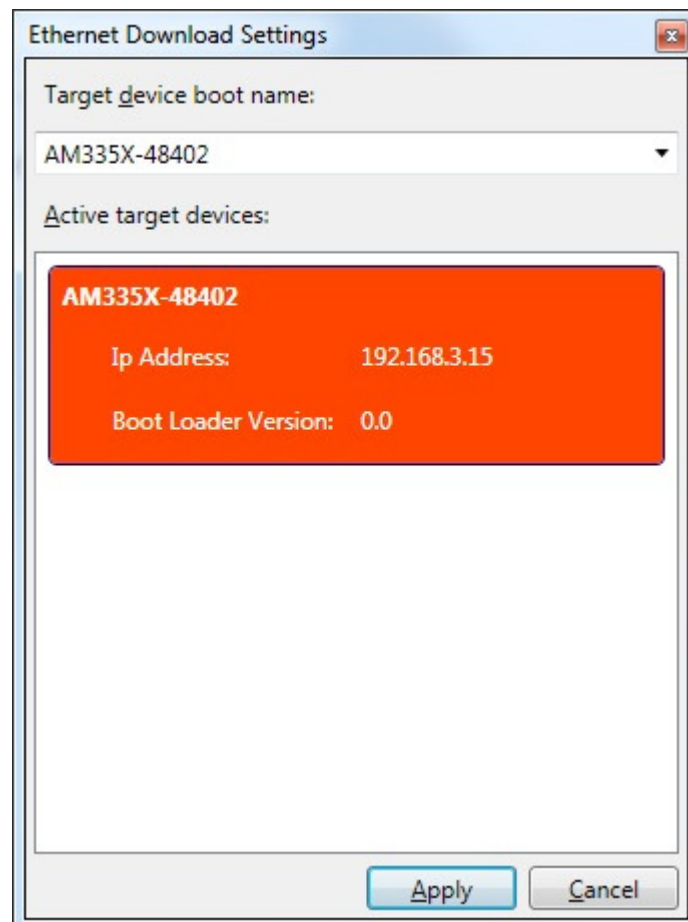 Ethernet Download Settings
Target device boot name:
AM335X-48402
Active target devices:
AM335X-48402
Ip Address: 192.168.3.15
Boot Loader Version: 0.0
Apply Cancel